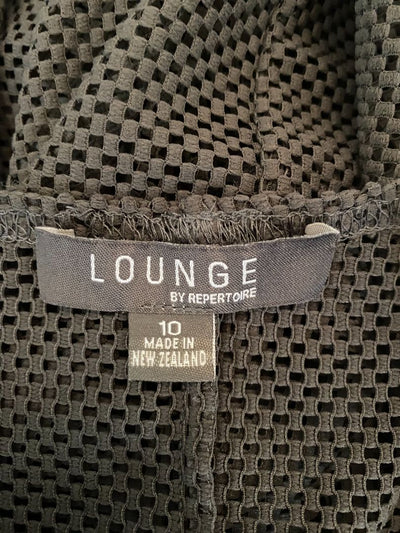 LOUNGE
BY REPERTOIRE
10
MADE IN
NEW ZEALAND